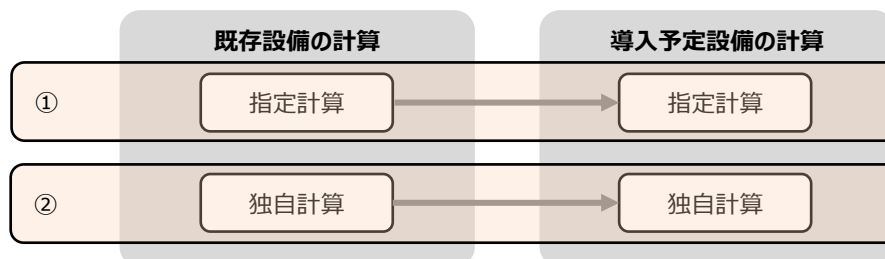 既存設備の計算 導入予定設備の計算
① 指定計算 指定計算
② 独自計算 独自計算